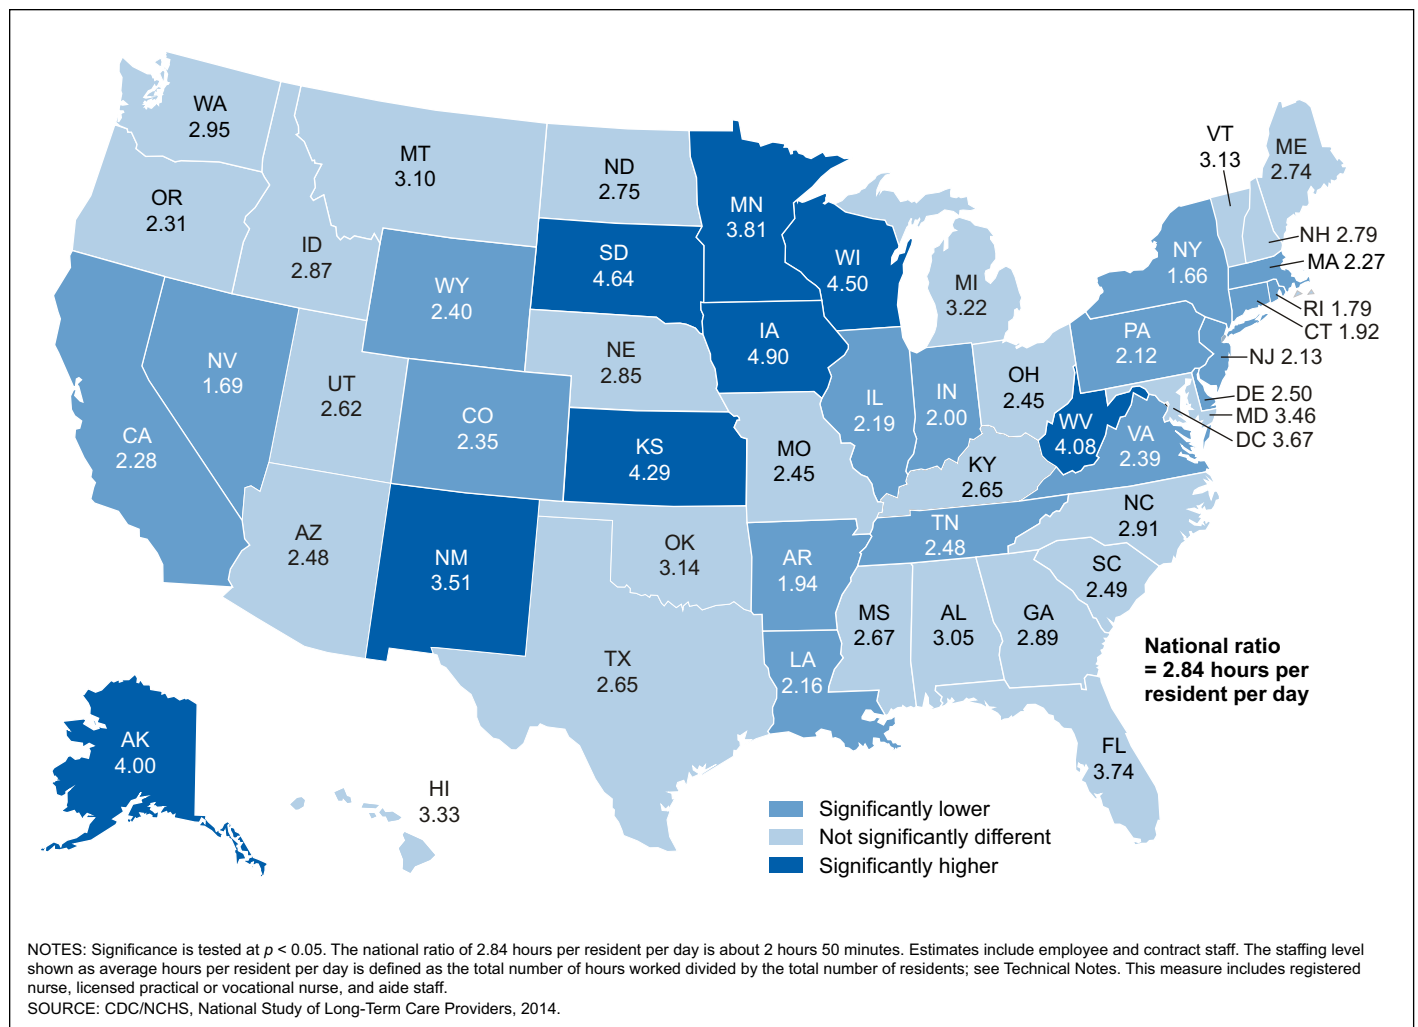 WA
2.95
MT
3.10
ND
2.75
MN
3.81
VT
3.13
ME
2.74
OR
2.31
ID
2.87
SD
4.64
WI
4.50
NY
1.66
NH 2.79
MA 2.27
WY
2.40
MI
3.22
RI 1.79
CT 1.92
IA
4.90
PA
2.12
NJ 2.13
NV
1.69
UT
2.62
NE
2.85
IL
2.19
IN
2.00
OH
2.45
DE 2.50
MD 3.46
DC 3.67
CA
2.28
CO
2.35
KS
4.29
MO
2.45
WV
4.08
VA
2.39
KY
2.65
AZ
2.48
NM
3.51
OK
3.14
AR
1.94
TN
2.48
NC
2.91
SC
2.49
MS
2.67
AL
3.05
GA
2.89
TX
2.65
LA
2.16
National ratio
= 2.84 hours per
resident per day
AK
4.00
HI
3.33
FL
3.74
Significantly lower
Not significantly different
Significantly higher
NOTES: Significance is tested at p < 0.05. The national ratio of 2.84 hours per resident per day is about 2 hours 50 minutes. Estimates include employee and contract staff. The staffing level
shown as average hours per resident per day is defined as the total number of hours worked divided by the total number of residents; see Technical Notes. This measure includes registered
nurse, licensed practical or vocational nurse, and aide staff.
SOURCE: CDC/NCHS, National Study of Long-Term Care Providers, 2014.